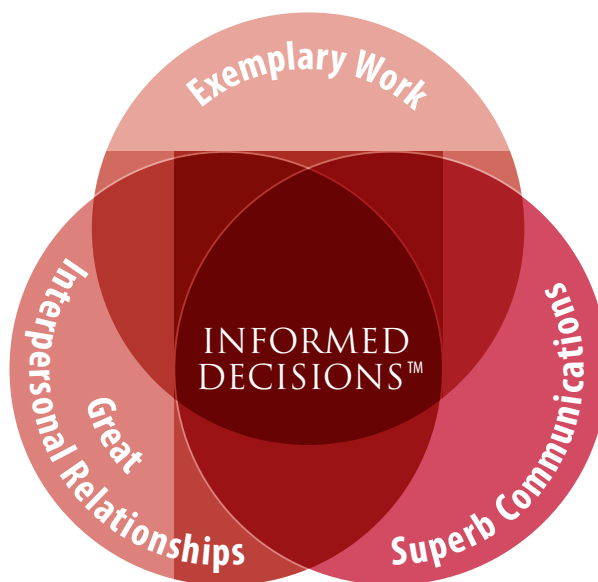 Exemplary Work
INFORMED
DECISIONS™
Great
Interpersonal Relationships
Superb Communications